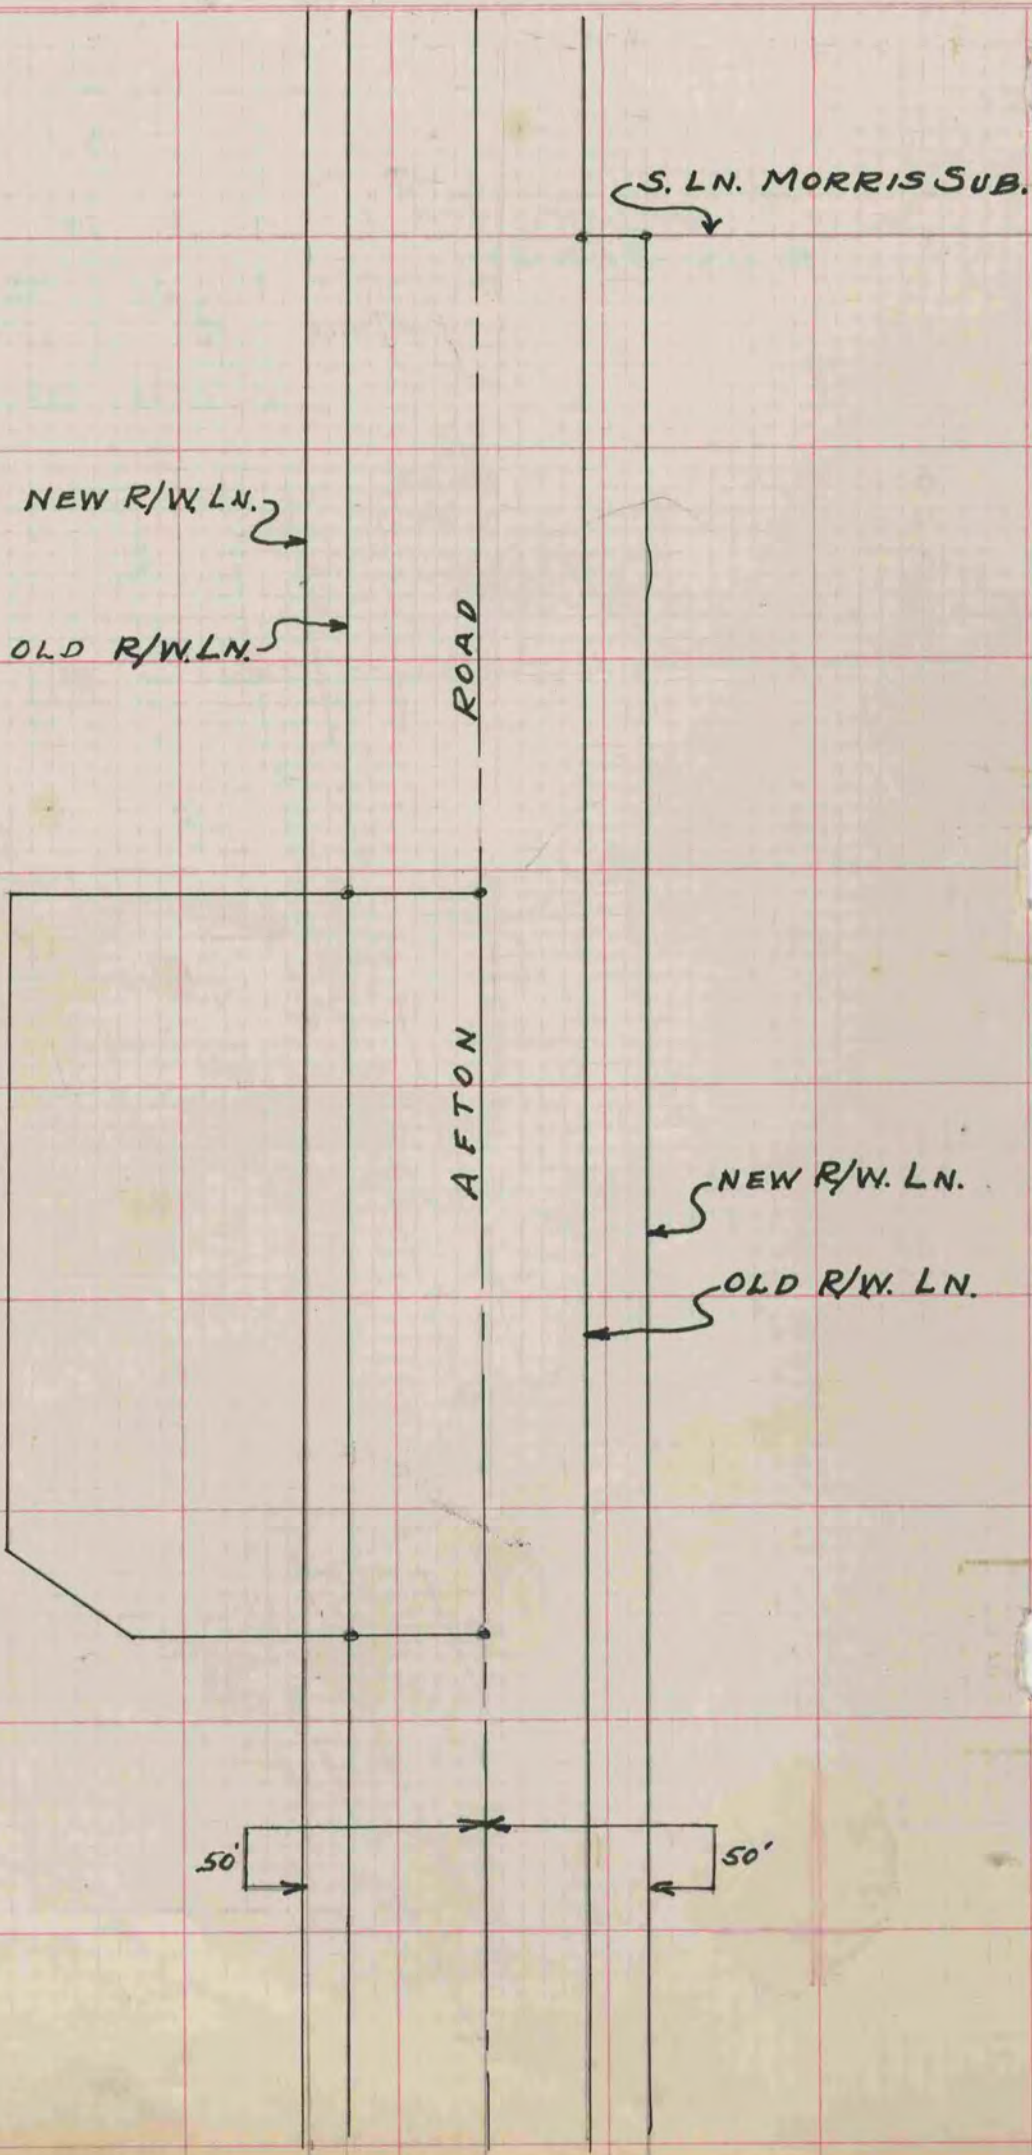 S. LN. MORRIS SUB.
NEW R/W. LN.
OLD R/W. LN.
ROAD
AFTON
NEW R/W. LN.
OLD R/W. LN.
50'
50'